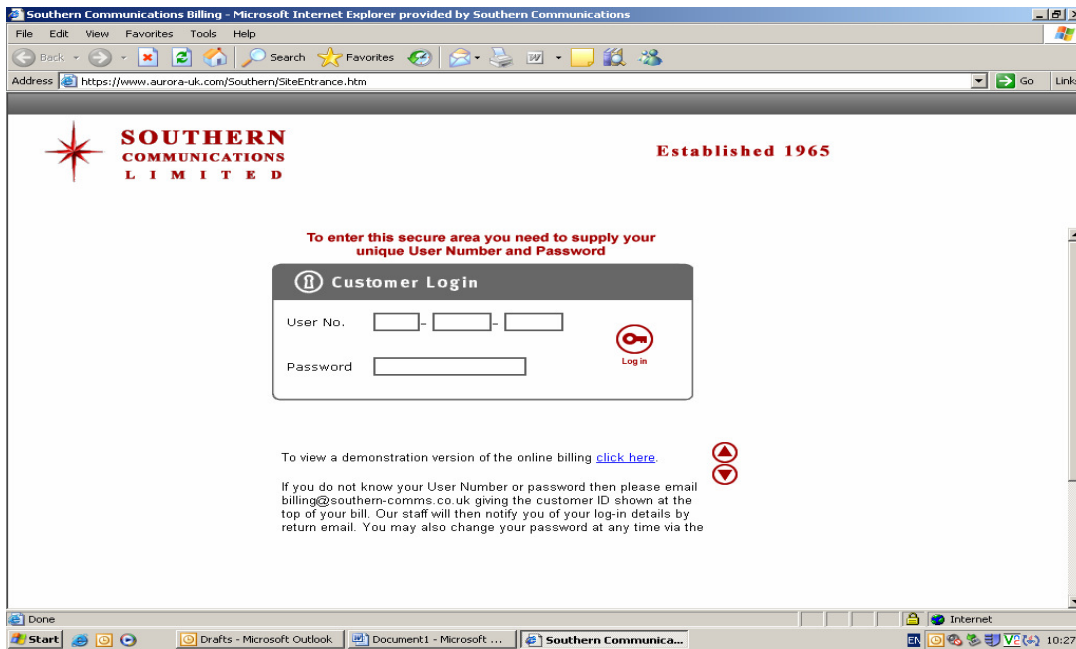 Southern Communications Billing - Microsoft Internet Explorer provided by Southern Communications
File Edit View Favorites Tools Help
Back Search Favorites
Address https://www.aurora-uk.com/Southern/SiteEntrance.htm Go Links
SOUTHERN
COMMUNICATIONS
LIMITED
Established 1965
To enter this secure area you need to supply your
unique User Number and Password
Customer Login
User No. - -
Password
Log in
To view a demonstration version of the online billing click here.
If you do not know your User Number or password then please email
billing@southern-comms.co.uk giving the customer ID shown at the
top of your bill. Our staff will then notify you of your log-in details by
return email. You may also change your password at any time via the
Done Internet
Start Drafts - Microsoft Outlook Document1 - Microsoft ... Southern Communica... EN 10:27